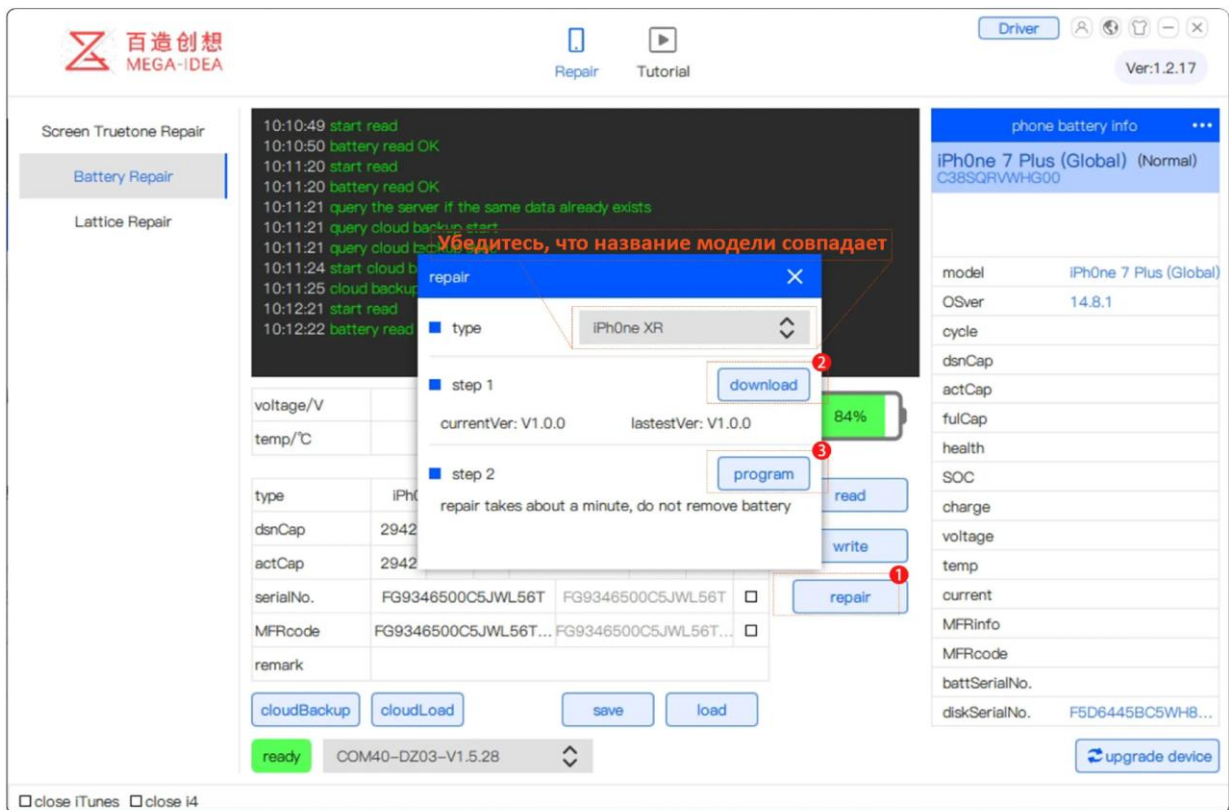 百造创想
MEGA-IDEA
Repair
Tutorial
Driver
Ver:1.2.17
Screen Truetone Repair
Battery Repair
Lattice Repair
10:10:49 start read
10:10:50 battery read OK
10:11:20 start read
10:11:20 battery read OK
10:11:21 query the server if the same data already exists
10:11:21 query cloud backup start
10:11:21 query cloud
10:11:24 start cloud b
10:11:25 cloud backup
10:12:21 start read
10:12:22 battery read
Убедитесь, что название модели совпадает
repair
type
iPh0ne XR
2
step 1
download
currentVer: V1.0.0
lastestVer: V1.0.0
3
step 2
program
repair takes about a minute, do not remove battery
voltage/V
temp/℃
84%
type
iPh
dsnCap
2942
actCap
2942
serialNo.
FG9346500C5JWL56T
FG9346500C5JWL56T
MFRcode
FG9346500C5JWL56T...
FG9346500C5JWL56T...
remark
read
write
1
repair
cloudBackup
cloudLoad
save
load
ready
COM40-DZ03-V1.5.28
close iTunes
close i4
phone battery info
iPh0ne 7 Plus (Global) (Normal)
C38SQRVWHG00
model
iPh0ne 7 Plus (Global)
OSver
14.8.1
cycle
dsnCap
actCap
fulCap
health
SOC
charge
voltage
temp
current
MFRinfo
MFRcode
battSerialNo.
diskSerialNo.
F5D6445BC5WH8...
upgrade device